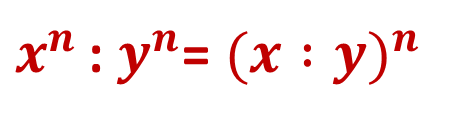 xⁿ : yⁿ= (x : y)ⁿ